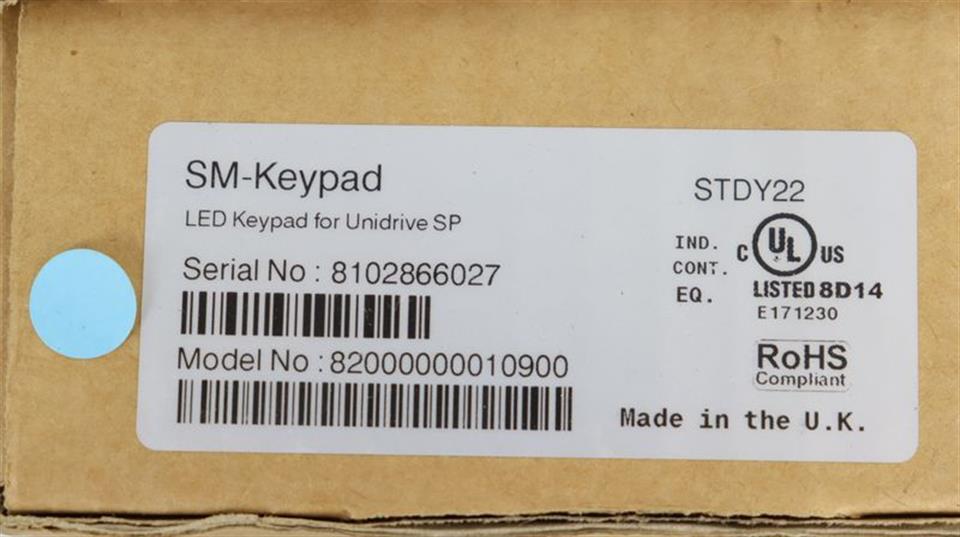 SM-Keypad
LED Keypad for Unidrive SP
Serial No : 8102866027
Model No : 82000000010900
STDY22
IND.
CONT.
EQ.
C UL US
LISTED 8D14
E171230
RoHS
Compliant
Made in the U.K.